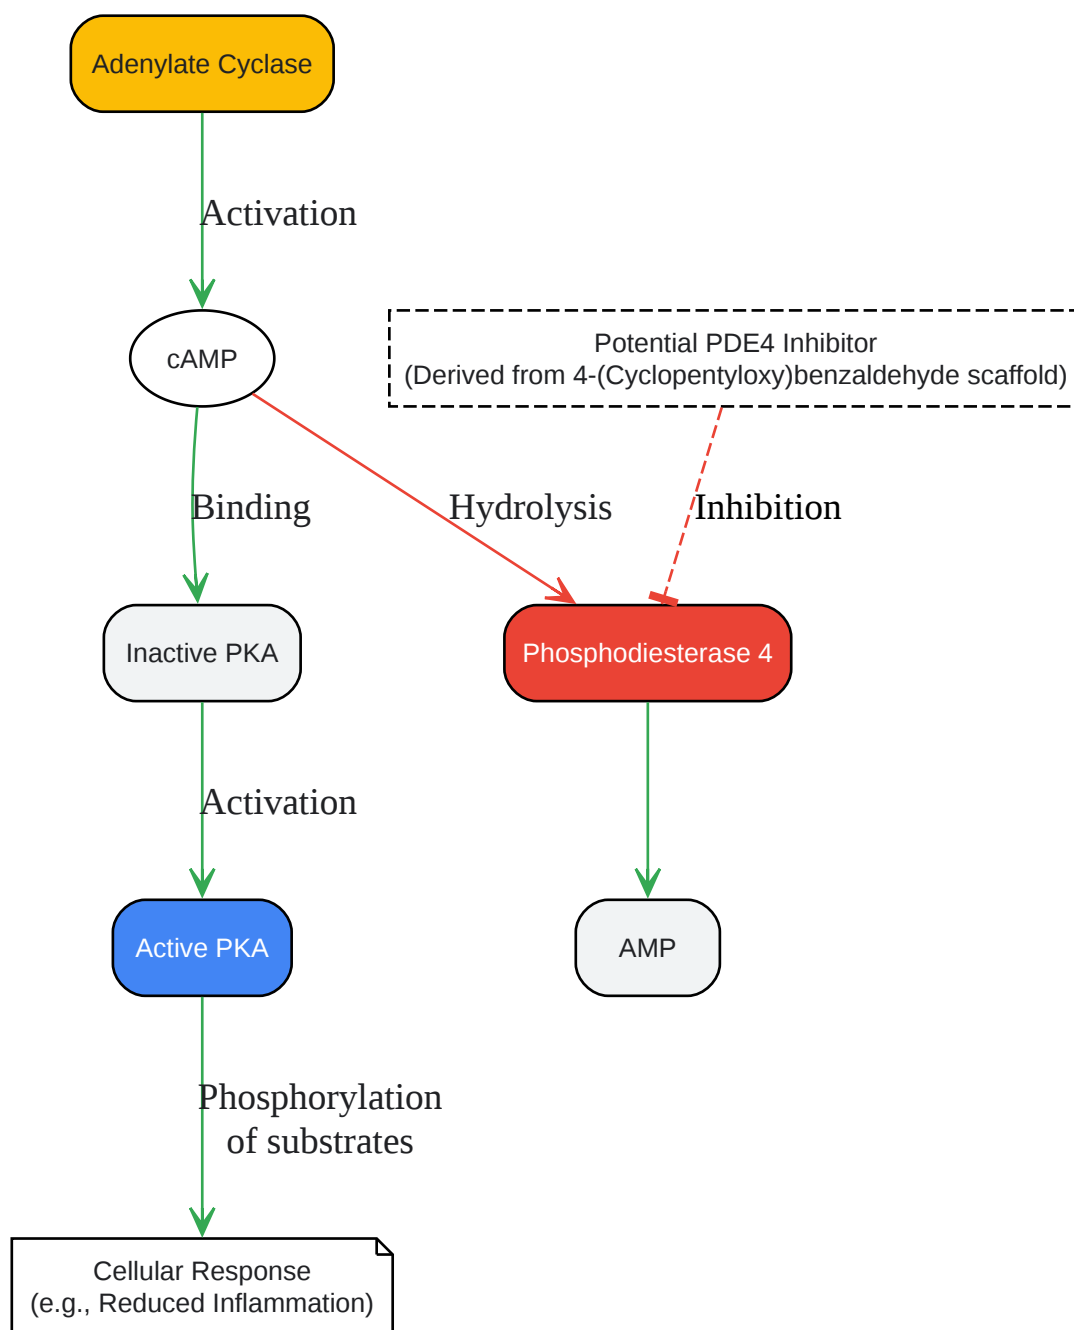 Adenylate Cyclase
Activation
cAMP
Potential PDE4 Inhibitor
(Derived from 4-(Cyclopentyloxy)benzaldehyde scaffold)
Binding
Hydrolysis
Inhibition
Inactive PKA
Phosphodiesterase 4
Activation
Active PKA
AMP
Phosphorylation
of substrates
Cellular Response
(e.g., Reduced Inflammation)